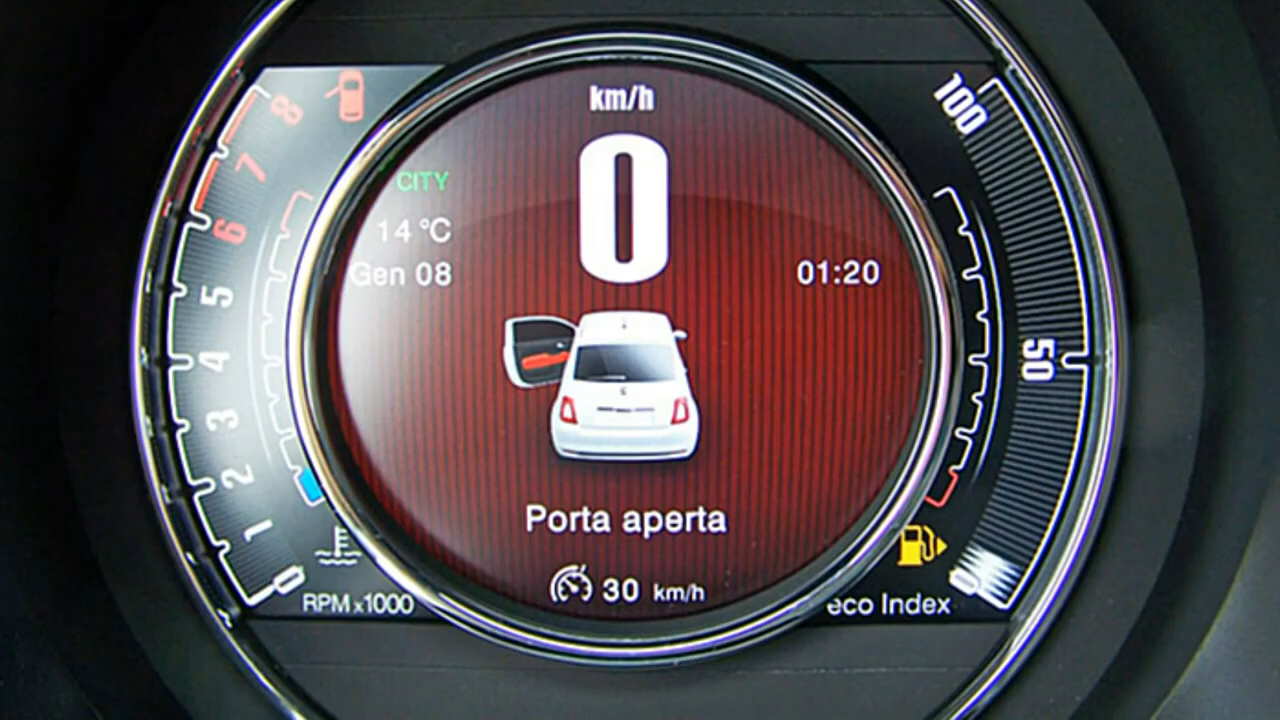 km/h
0
CITY
14 °C
Gen 08
01:20
Porta aperta
30 km/h
8
7
6
5
4
3
2
1
0
RPM x1000
100
50
0
eco Index